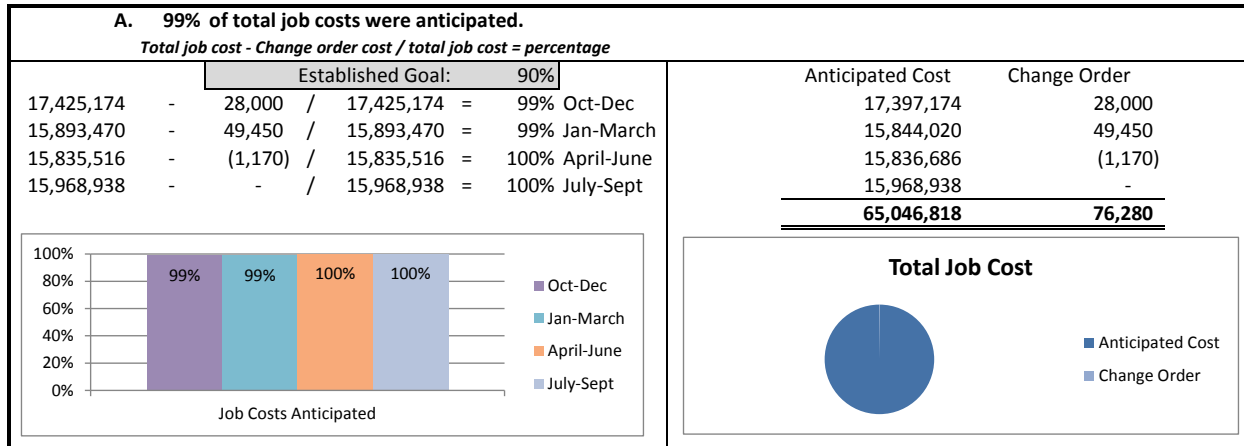 A. 99% of total job costs were anticipated.
Total job cost - Change order cost / total job cost = percentage
Established Goal: 90%
17,425,174 - 28,000 / 17,425,174 = 99% Oct-Dec
15,893,470 - 49,450 / 15,893,470 = 99% Jan-March
15,835,516 - (1,170) / 15,835,516 = 100% April-June
15,968,938 - - / 15,968,938 = 100% July-Sept
Anticipated Cost Change Order
17,397,174 28,000
15,844,020 49,450
15,836,686 (1,170)
15,968,938 -
65,046,818 76,280
100%
80%
60%
40%
20%
0%
99% 99% 100% 100%
Job Costs Anticipated
Oct-Dec
Jan-March
April-June
July-Sept
Total Job Cost
Anticipated Cost
Change Order